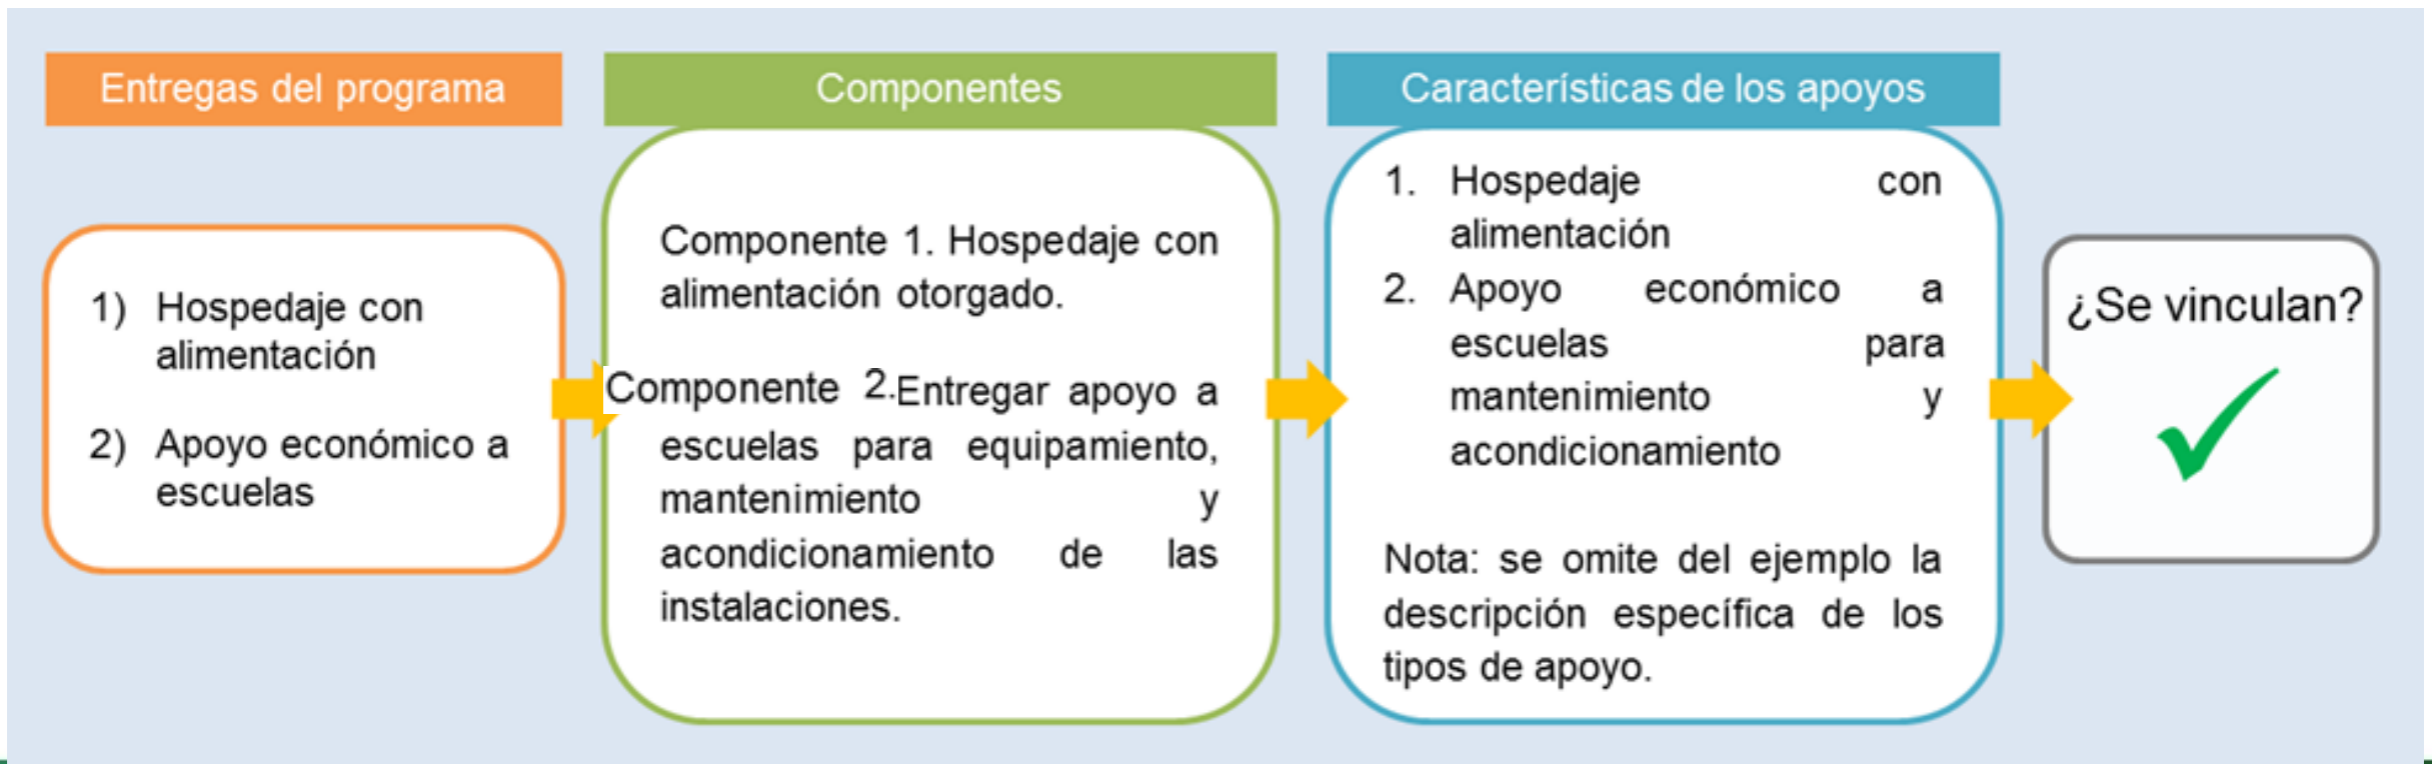 Entregas del programa
1) Hospedaje con
alimentación
2) Apoyo económico a
escuelas
Componentes
Componente 1. Hospedaje con
alimentación otorgado.
Componente 2.Entregar apoyo a
escuelas para equipamiento,
mantenimiento y
acondicionamiento de las
instalaciones.
Características de los apoyos
1. Hospedaje con
alimentación
2. Apoyo económico a
escuelas para
mantenimiento y
acondicionamiento
Nota: se omite del ejemplo la
descripción específica de los
tipos de apoyo.
¿Se vinculan?